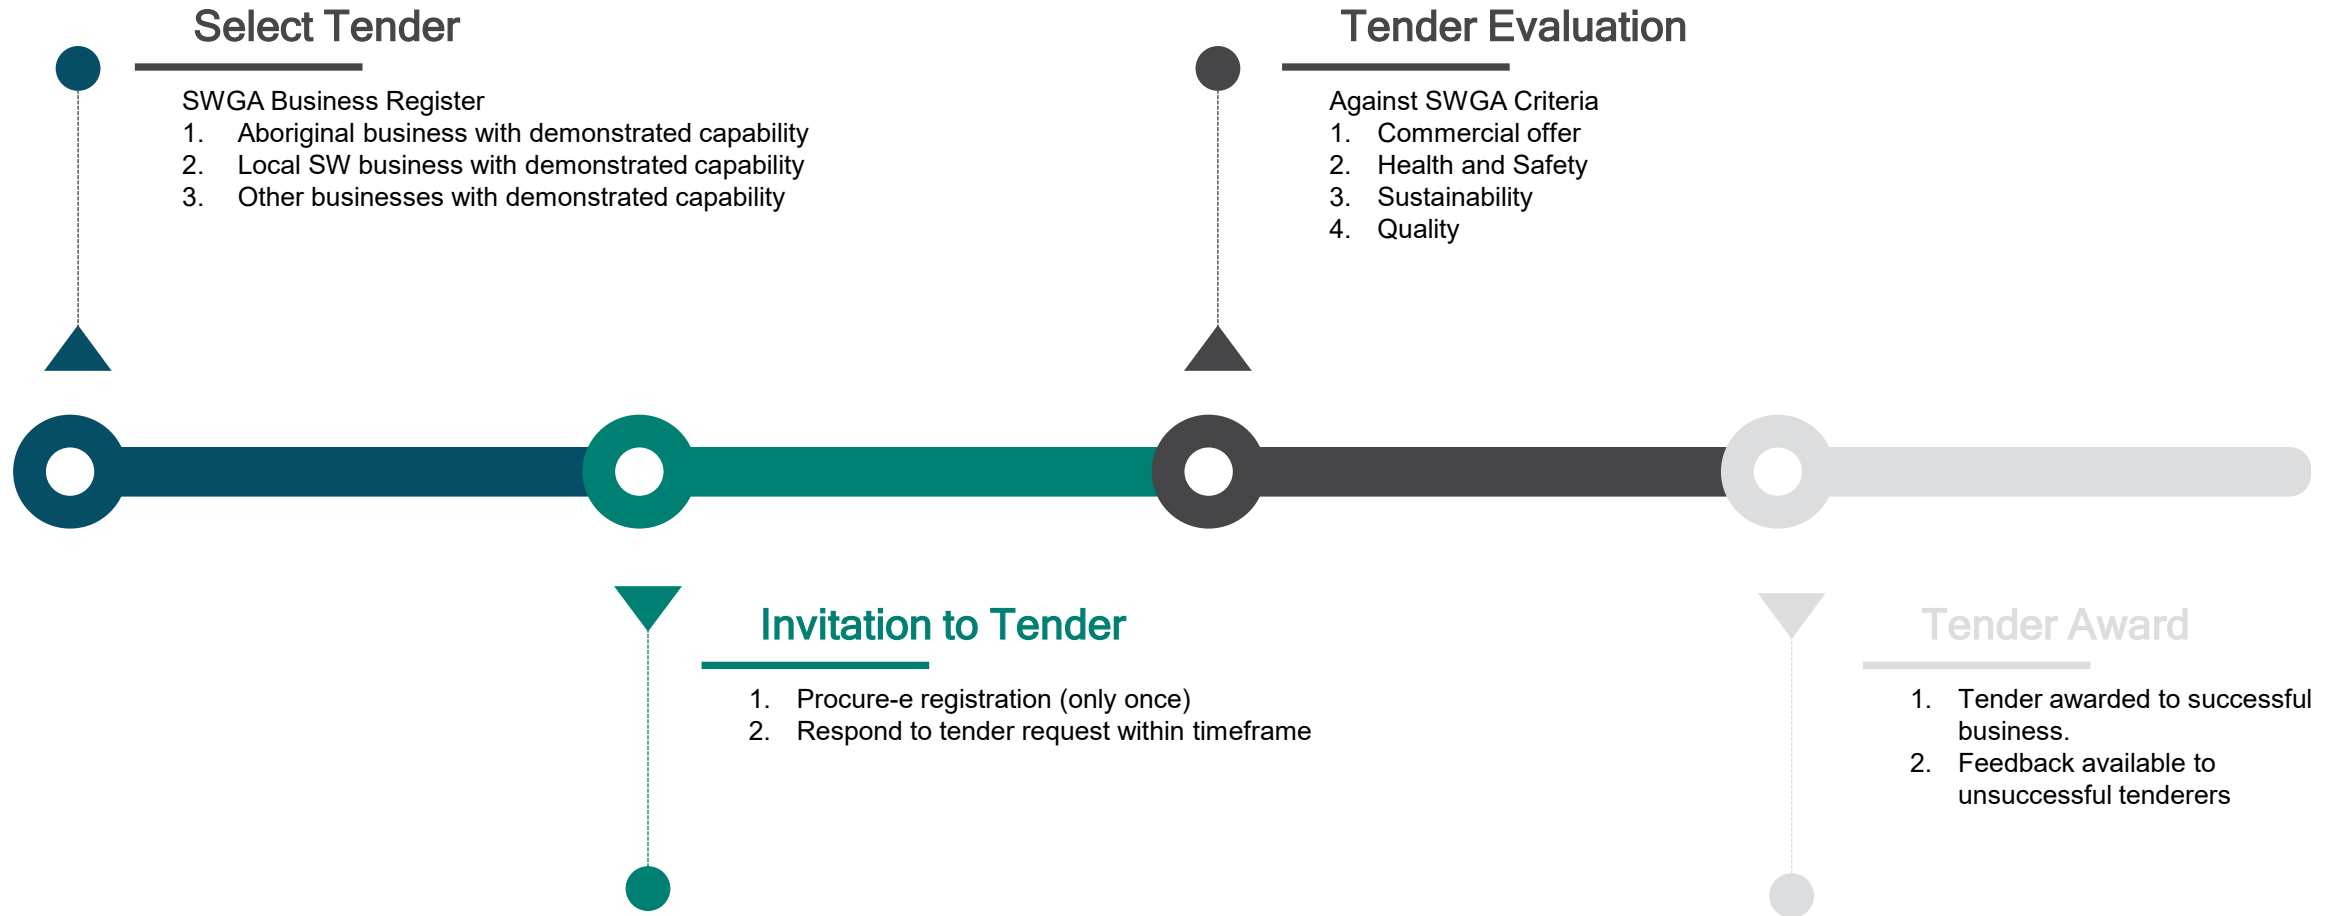 Select Tender
SWGA Business Register
1. Aboriginal business with demonstrated capability
2. Local SW business with demonstrated capability
3. Other businesses with demonstrated capability
Invitation to Tender
1. Procure-e registration (only once)
2. Respond to tender request within timeframe
Tender Evaluation
Against SWGA Criteria
1. Commercial offer
2. Health and Safety
3. Sustainability
4. Quality
Tender Award
1. Tender awarded to successful
business.
2. Feedback available to
unsuccessful tenderers